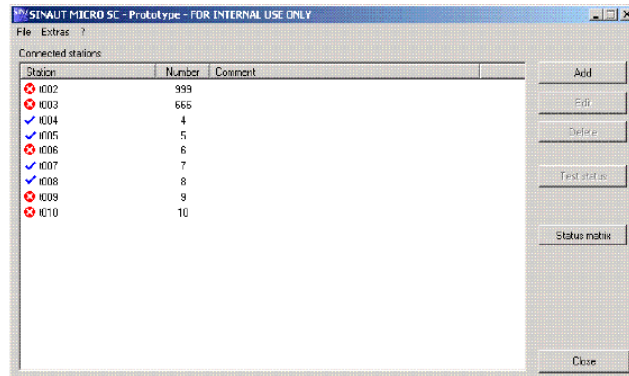 SINAUT MICRO SC - Prototype - FOR INTERNAL USE ONLY
File Extras ?
Connected stations
Station Number Comment
t002 999
t003 666
t004 4
t005 5
t006 6
t007 7
t008 8
t009 9
t010 10
Add
Edit
Delete
Test status
Status matrix
Close